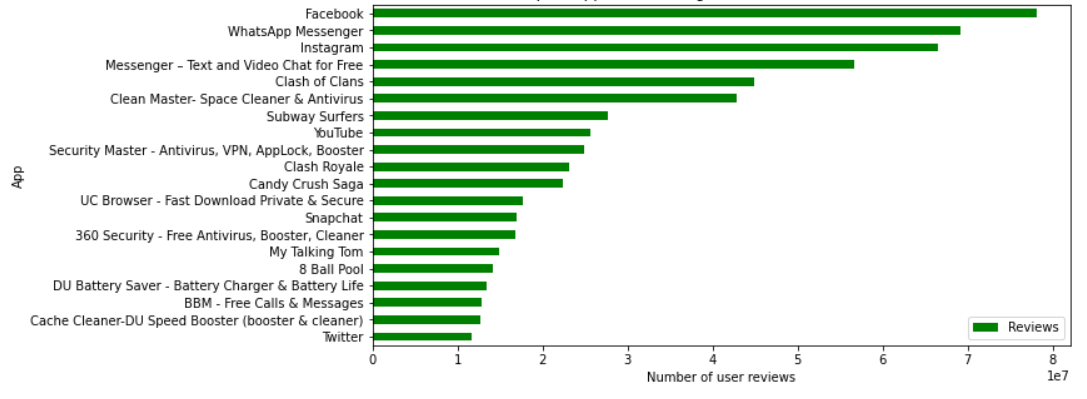 Facebook
WhatsApp Messenger
Instagram
Messenger – Text and Video Chat for Free
Clash of Clans
Clean Master- Space Cleaner & Antivirus
Subway Surfers
YouTube
Security Master - Antivirus, VPN, AppLock, Booster
Clash Royale
Candy Crush Saga
UC Browser - Fast Download Private & Secure
Snapchat
360 Security - Free Antivirus, Booster, Cleaner
My Talking Tom
8 Ball Pool
DU Battery Saver - Battery Charger & Battery Life
BBM - Free Calls & Messages
Cache Cleaner-DU Speed Booster (booster & cleaner)
Twitter
App
Reviews
0 1 2 3 4 5 6 7 8
Number of user reviews
1e7